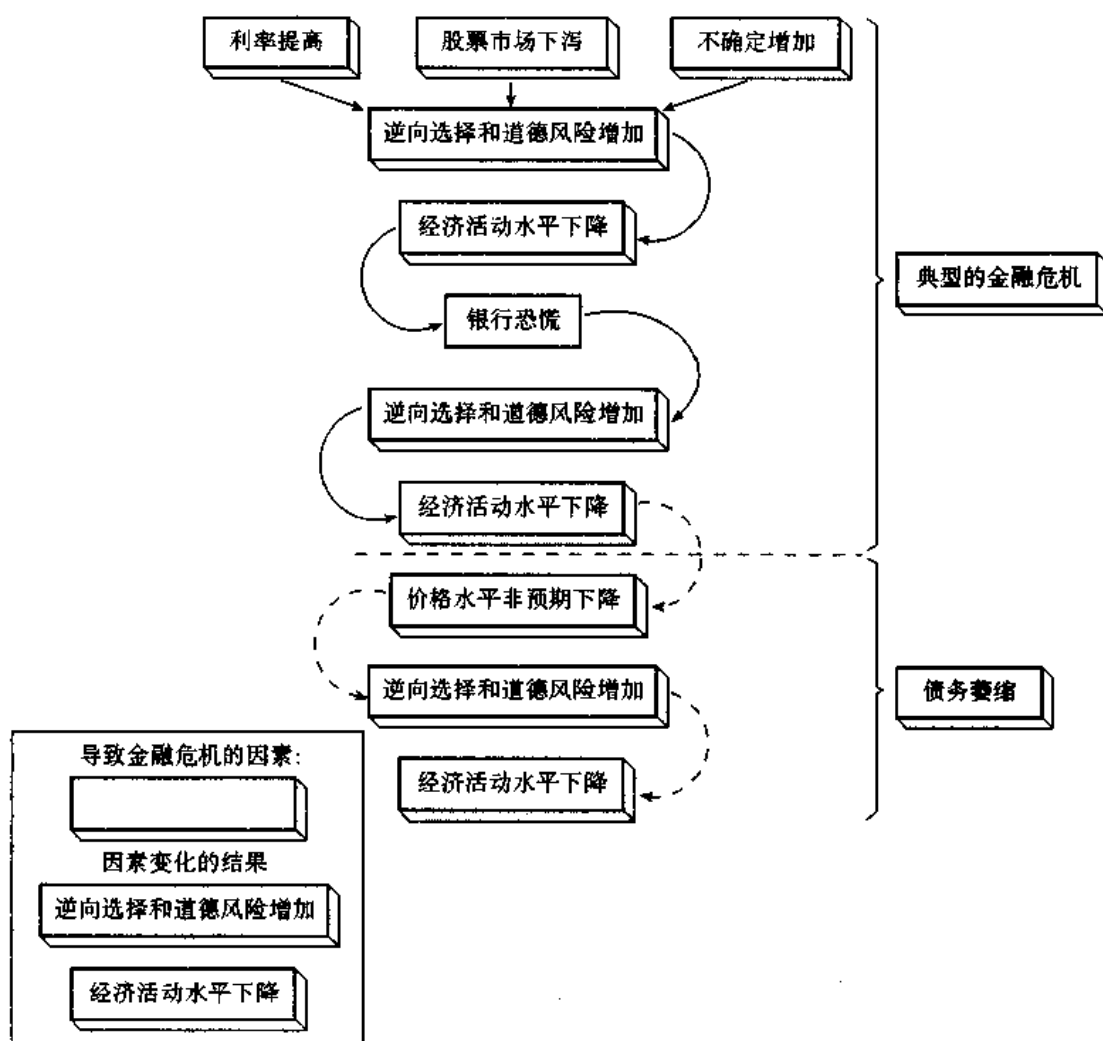 利率提高
股票市场下泻
不确定增加
逆向选择和道德风险增加
经济活动水平下降
典型的金融危机
银行恐慌
逆向选择和道德风险增加
经济活动水平下降
价格水平非预期下降
逆向选择和道德风险增加
债务萎缩
经济活动水平下降
导致金融危机的因素:
因素变化的结果
逆向选择和道德风险增加
经济活动水平下降